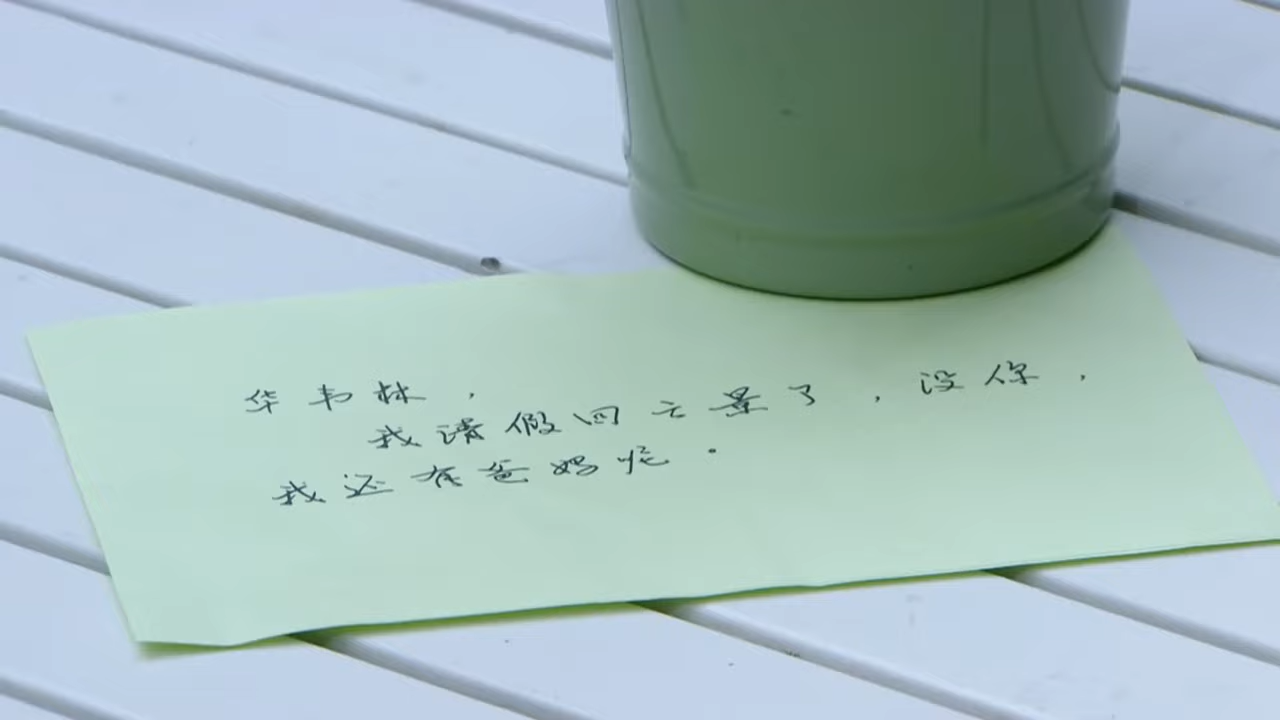 华韦林，
我请假回云景了，没你，
我还有爸妈呢。